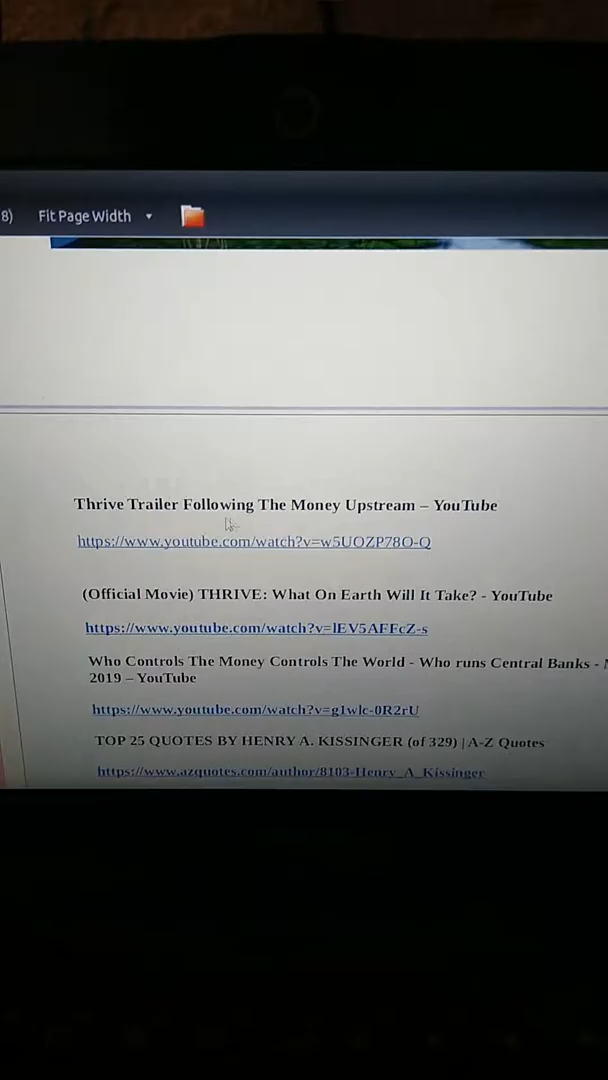 8) Fit Page Width
Thrive Trailer Following The Money Upstream – YouTube
https://www.youtube.com/watch?v=w5UOZP78O-Q
(Official Movie) THRIVE: What On Earth Will It Take? - YouTube
https://www.youtube.com/watch?v=lEV5AFFcZ-s
Who Controls The Money Controls The World - Who runs Central Banks -
2019 – YouTube
https://www.youtube.com/watch?v=g1wlc-0R2rU
TOP 25 QUOTES BY HENRY A. KISSINGER (of 329) | A-Z Quotes
https://www.azquotes.com/author/8103-Henry_A_Kissinger